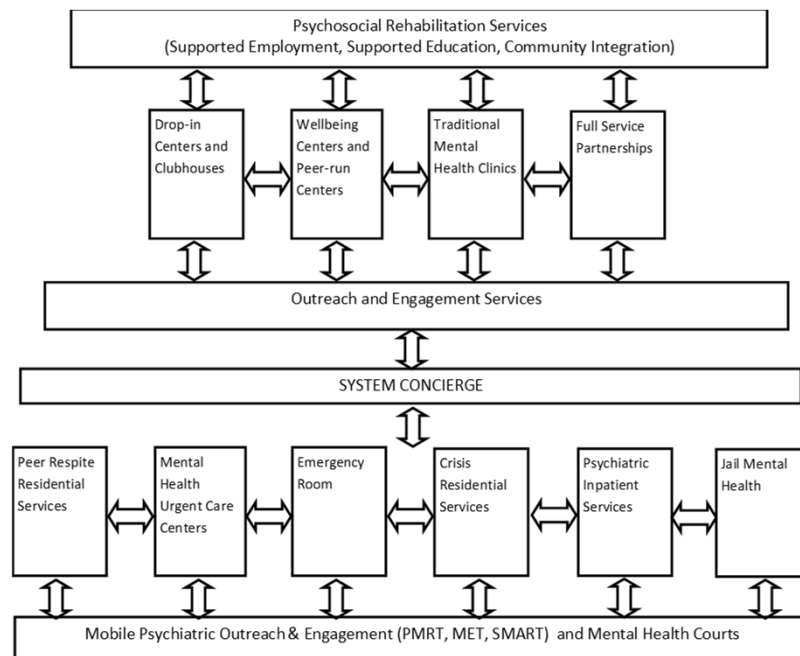 Psychosocial Rehabilitation Services
(Supported Employment, Supported Education, Community Integration)
Drop-in
Centers and
Clubhouses
Wellbeing
Centers and
Peer-run
Centers
Traditional
Mental
Health Clinics
Full Service
Partnerships
Outreach and Engagement Services
SYSTEM CONCIERGE
Peer Respite
Residential
Services
Mental
Health
Urgent Care
Centers
Emergency
Room
Crisis
Residential
Services
Psychiatric
Inpatient
Services
Jail Mental
Health
Mobile Psychiatric Outreach & Engagement (PMRT, MET, SMART) and Mental Health Courts